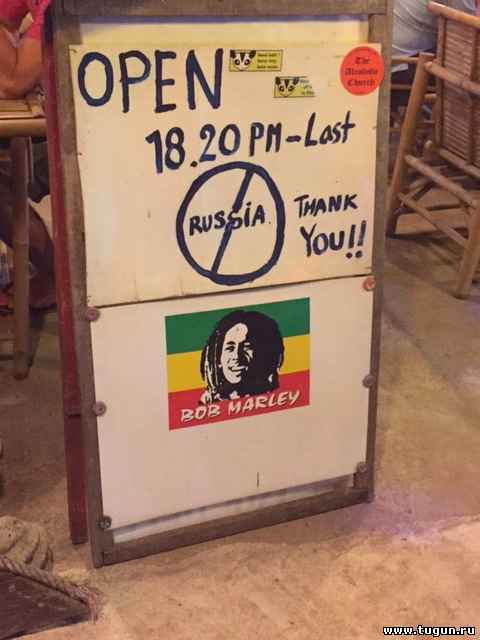 OPEN
The
Alcoholic
Church
18.20 PM - Last
RUSSiA
THANK
YOU!!
BOB MARLEY
www.tugun.ru